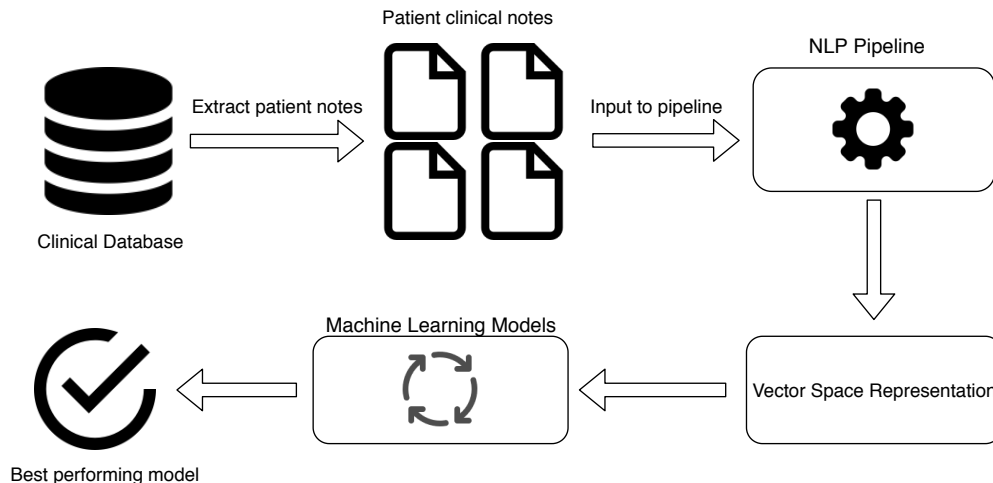 Patient clinical notes
NLP Pipeline
Extract patient notes
Input to pipeline
Clinical Database
Machine Learning Models
Vector Space Representation
Best performing model